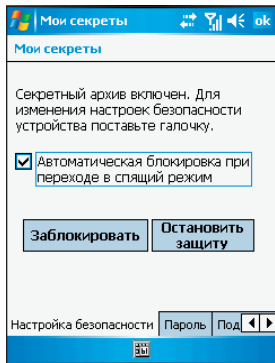 Мои секреты
ok
Мои секреты
Секретный архив включен. Для
изменения настроек безопасности
устройства поставьте галочку.
Автоматическая блокировка при
переходе в спящий режим
Заблокировать
Остановить
защиту
Настройка безопасности
Пароль
Под